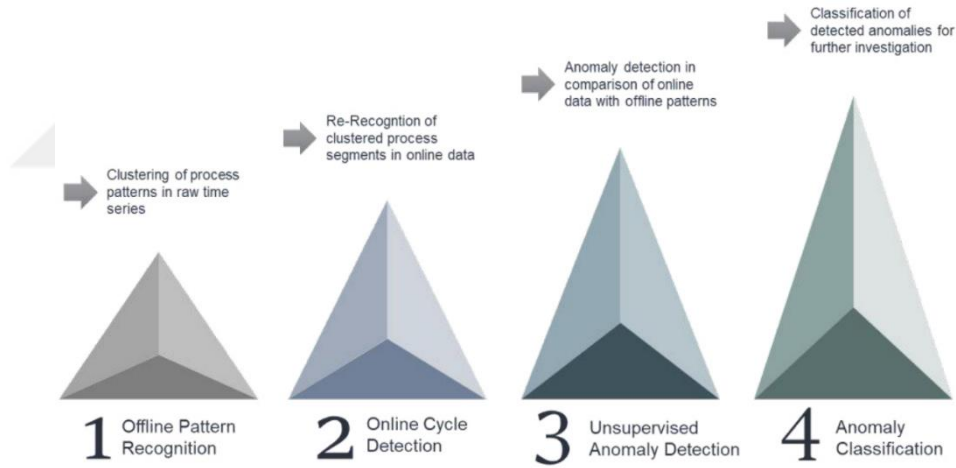 Clustering of process
patterns in raw time
series
Re-Recogntion of
clustered process
segments in online data
Anomaly detection in
comparison of online
data with offline patterns
Classification of
detected anomalies for
further investigation
1 Offline Pattern
Recognition
2 Online Cycle
Detection
3 Unsupervised
Anomaly Detection
4 Anomaly
Classification